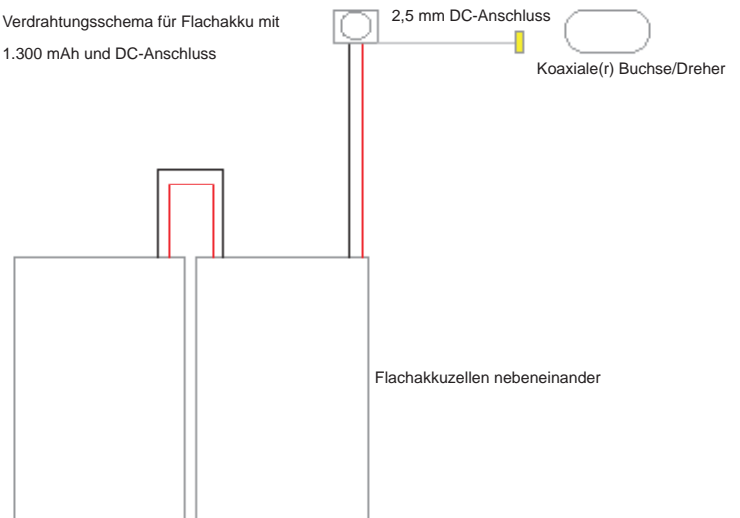 Verdrahtungsschema für Flachakku mit
1.300 mAh und DC-Anschluss
2,5 mm DC-Anschluss
Koaxiale(r) Buchse/Dreher
Flachakkuzellen nebeneinander